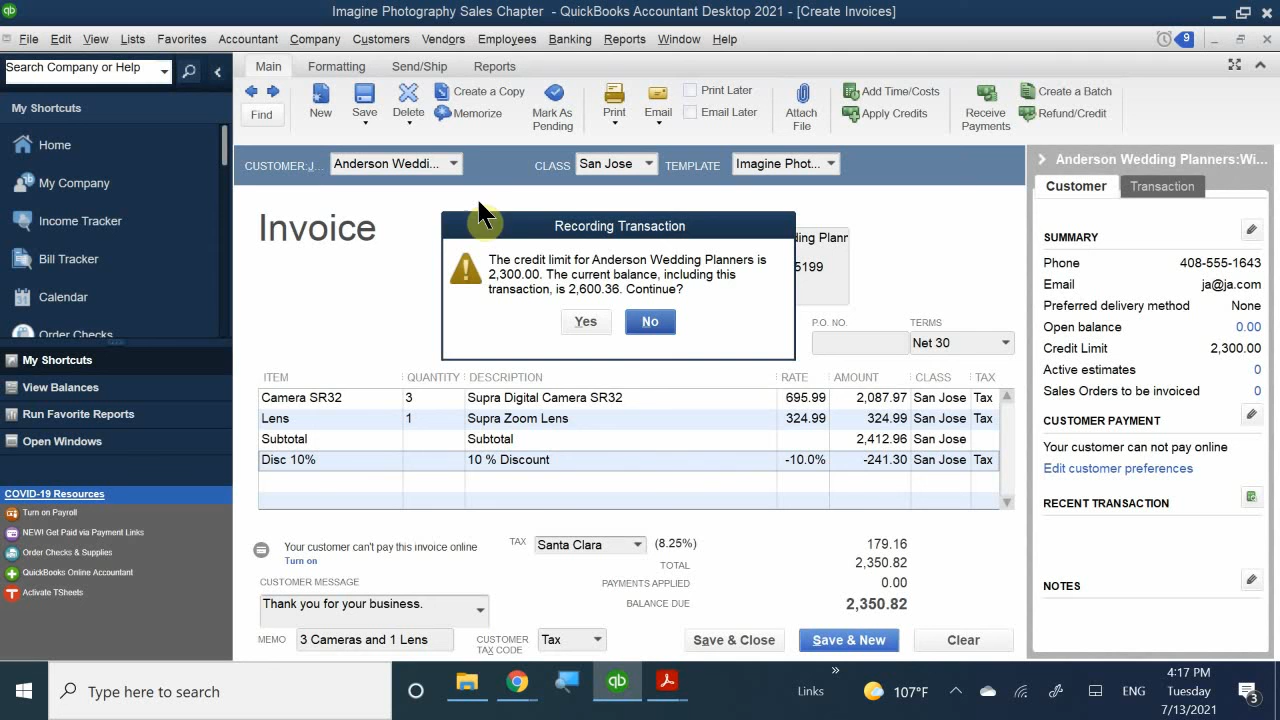 Imagine Photography Sales Chapter - QuickBooks Accountant Desktop 2021 - [Create Invoices]
File Edit View Lists Favorites Accountant Company Customers Vendors Employees Banking Reports Window Help 9
Search Company or Help
My Shortcuts
Home
My Company
Income Tracker
Bill Tracker
Calendar
Order Checks
My Shortcuts
View Balances
Run Favorite Reports
Open Windows
COVID-19 Resources
Turn on Payroll
NEW! Get Paid via Payment Links
Order Checks & Supplies
QuickBooks Online Accountant
Activate TSheets
Main Formatting Send/Ship Reports
Find
New
Save
Delete
Create a Copy
Memorize
Mark As
Pending
Print
Email
Print Later
Email Later
Attach
File
Add Time/Costs
Apply Credits
Receive
Payments
Create a Batch
Refund/Credit
CUSTOMER:J... Anderson Weddi... CLASS San Jose TEMPLATE Imagine Phot...
Invoice
Recording Transaction
The credit limit for Anderson Wedding Planners is
2,300.00. The current balance, including this
transaction, is 2,600.36. Continue?
Yes No
ing Plann
5199
P.O. NO. TERMS
Net 30
ITEM QUANTITY DESCRIPTION RATE AMOUNT CLASS TAX
Camera SR32 3 Supra Digital Camera SR32 695.99 2,087.97 San Jose Tax
Lens 1 Supra Zoom Lens 324.99 324.99 San Jose Tax
Subtotal Subtotal 2,412.96 San Jose
Disc 10% 10 % Discount -10.0% -241.30 San Jose Tax
Your customer can't pay this invoice online
Turn on
TAX Santa Clara (8.25%) 179.16
TOTAL 2,350.82
PAYMENTS APPLIED 0.00
BALANCE DUE 2,350.82
CUSTOMER MESSAGE
Thank you for your business.
MEMO 3 Cameras and 1 Lens
CUSTOMER
TAX CODE
Tax
Save & Close Save & New Clear
Anderson Wedding Planners:Wi...
Customer Transaction
SUMMARY
Phone 408-555-1643
Email ja@ja.com
Preferred delivery method None
Open balance 0.00
Credit Limit 2,300.00
Active estimates 0
Sales Orders to be invoiced 0
CUSTOMER PAYMENT
Your customer can not pay online
Edit customer preferences
RECENT TRANSACTION
NOTES
Type here to search
qb
Links
107°F
ENG
4:17 PM
Tuesday
7/13/2021
3